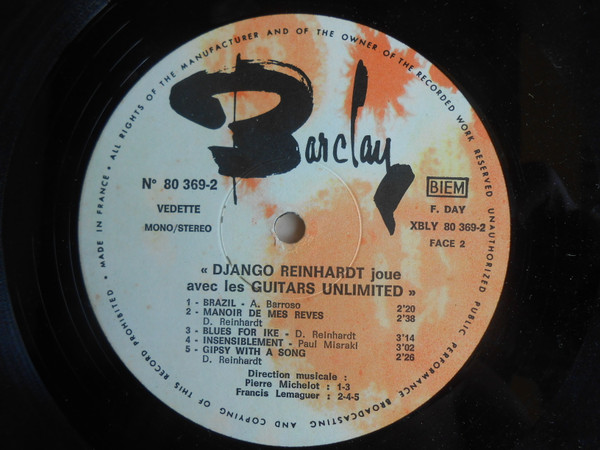 • MADE IN FRANCE • ALL RIGHTS OF THE MANUFACTURER AND OF THE OWNER OF THE RECORDED WORK RESERVED UNAUTHORIZED PUBLIC PERFORMANCE BROADCASTING AND COPYING OF THIS RECORD PROHIBITED
Barclay
N° 80 369-2
VEDETTE
MONO/STEREO
BIEM
F. DAY
XBLY 80 369-2
FACE 2
« DJANGO REINHARDT joue
avec les GUITARS UNLIMITED »
1 - BRAZIL - A. Barroso 2'20
2 - MANOIR DE MES REVES 2'38
D. Reinhardt
3 - BLUES FOR IKE - D. Reinhardt 3'14
4 - INSENSIBLEMENT - Paul Misraki 3'02
5 - GIPSY WITH A SONG 2'26
D. Reinhardt
Direction musicale :
Pierre Michelot : 1-3
Francis Lemaguer : 2-4-5